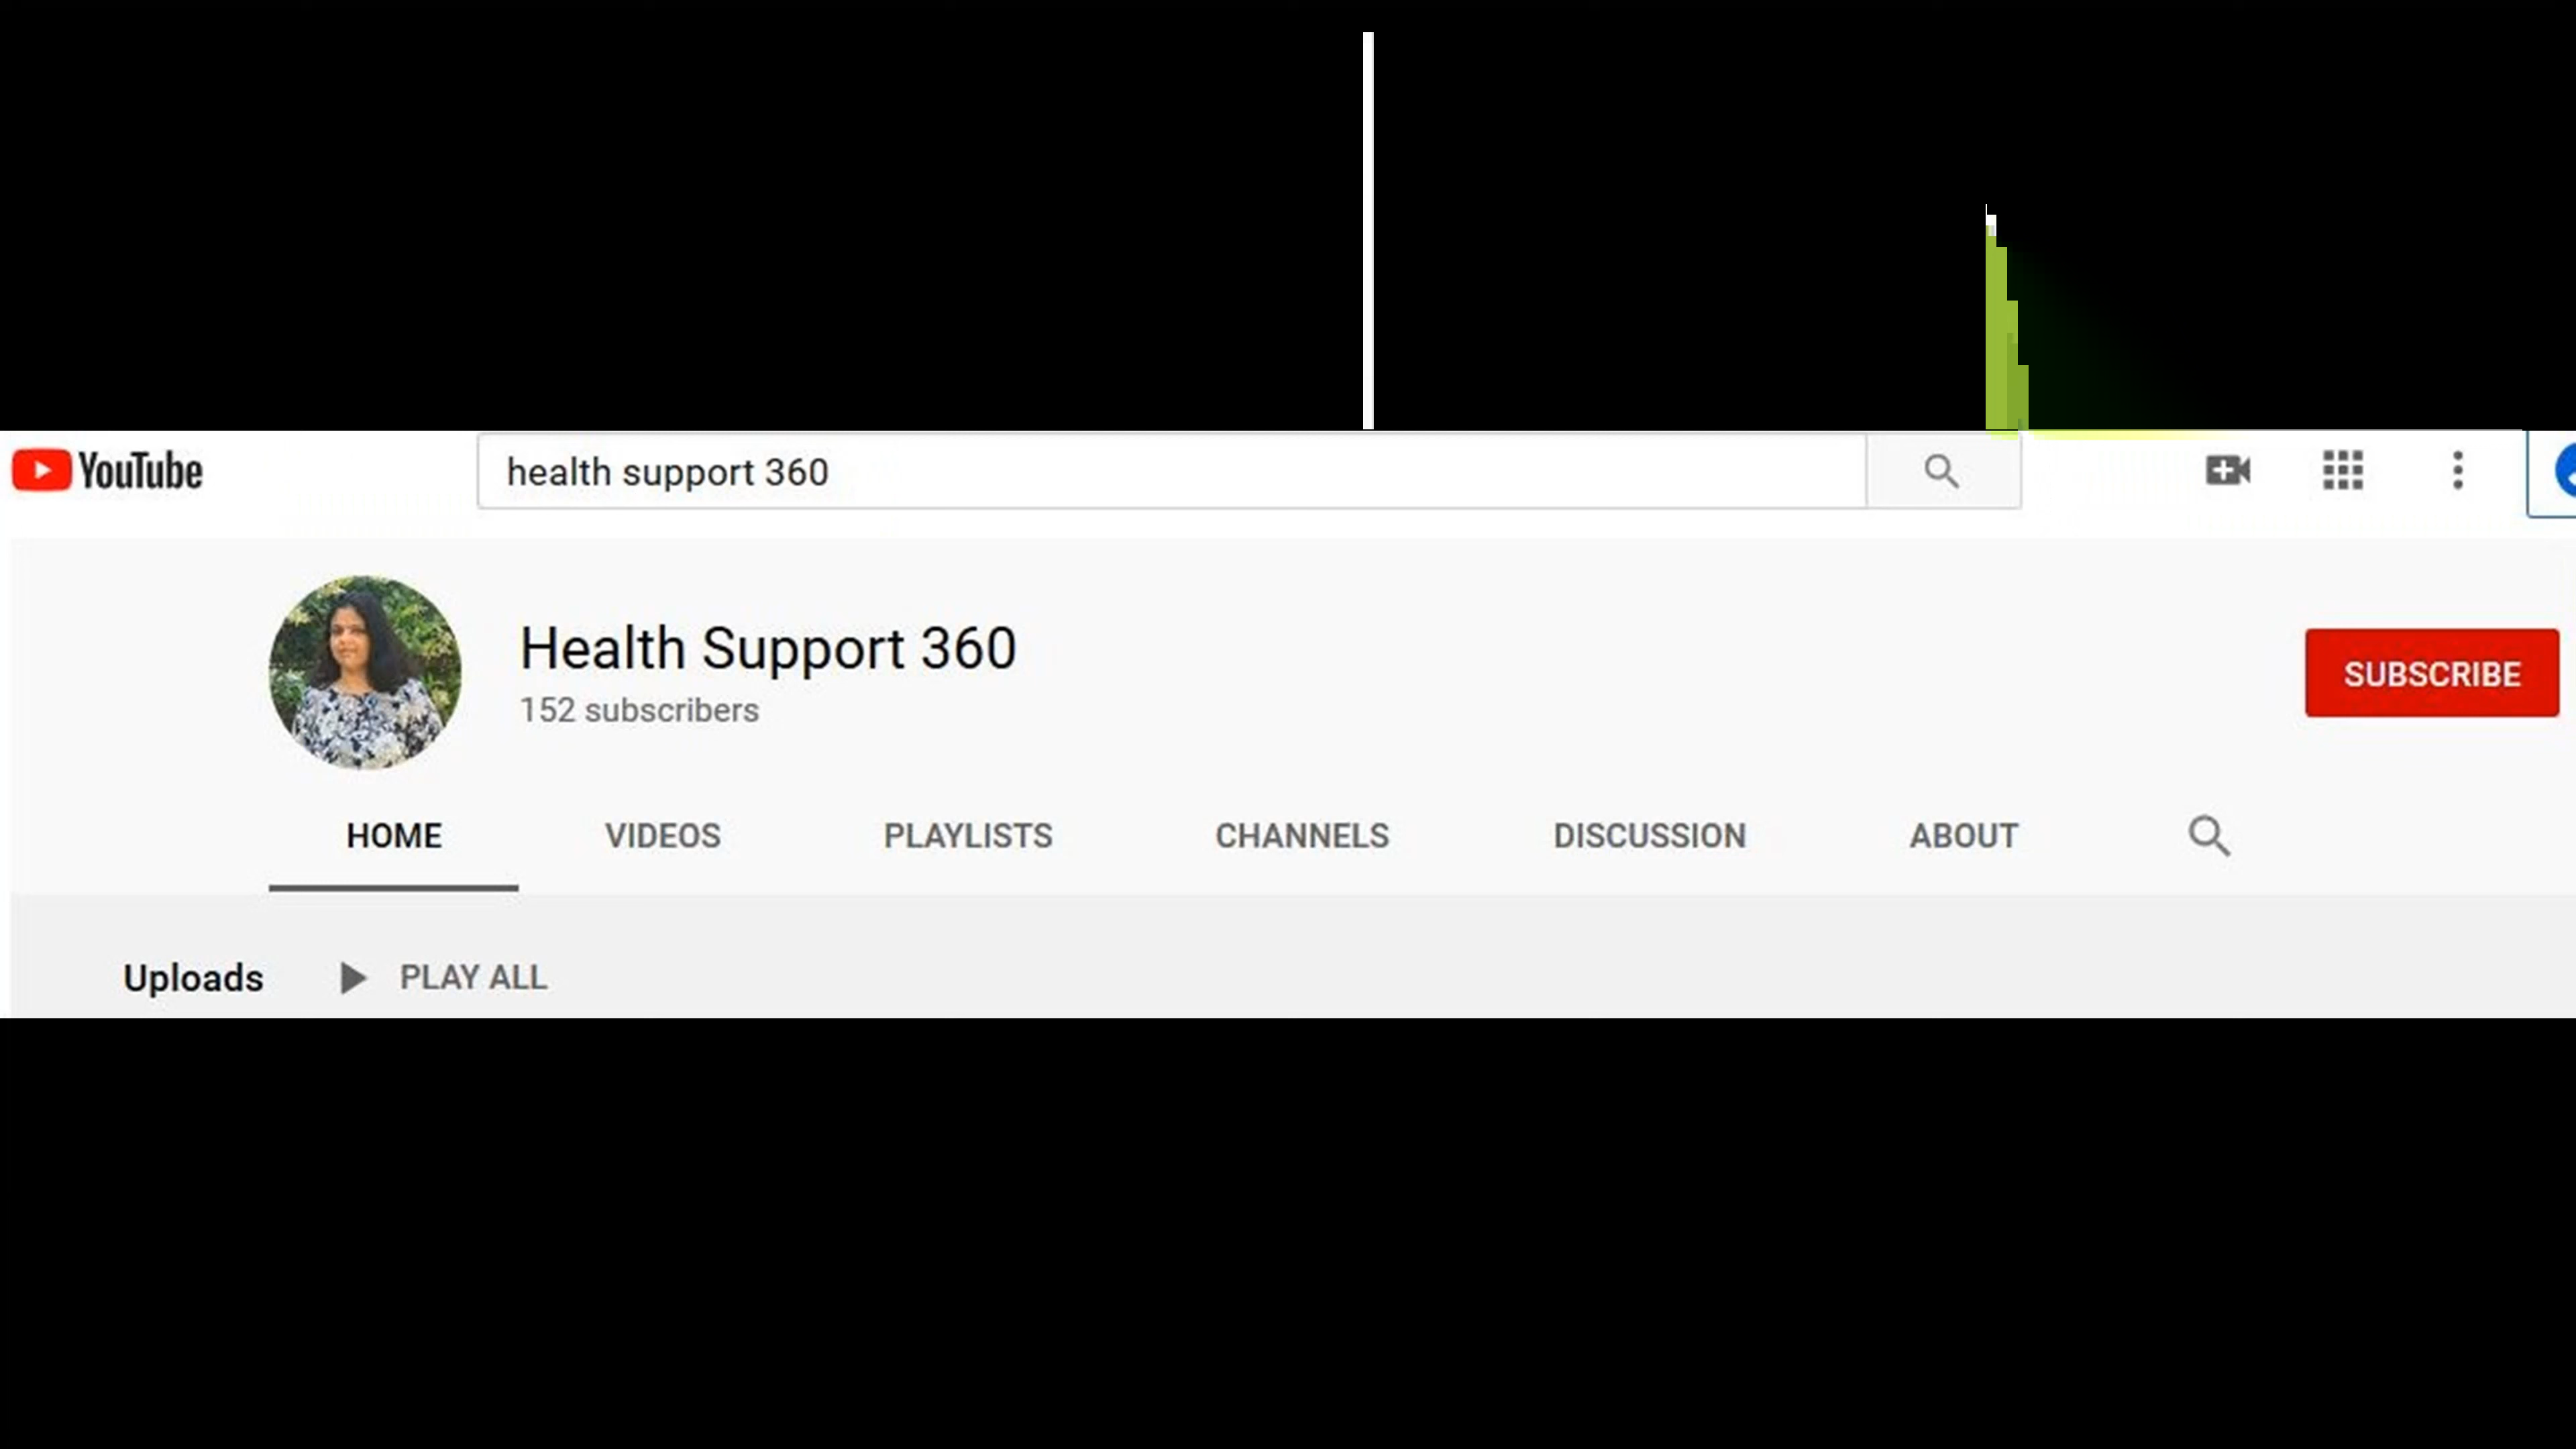 YouTube
health support 360
Health Support 360
SUBSCRIBE
152 subscribers
HOME VIDEOS PLAYLISTS CHANNELS DISCUSSION ABOUT
Uploads PLAY ALL